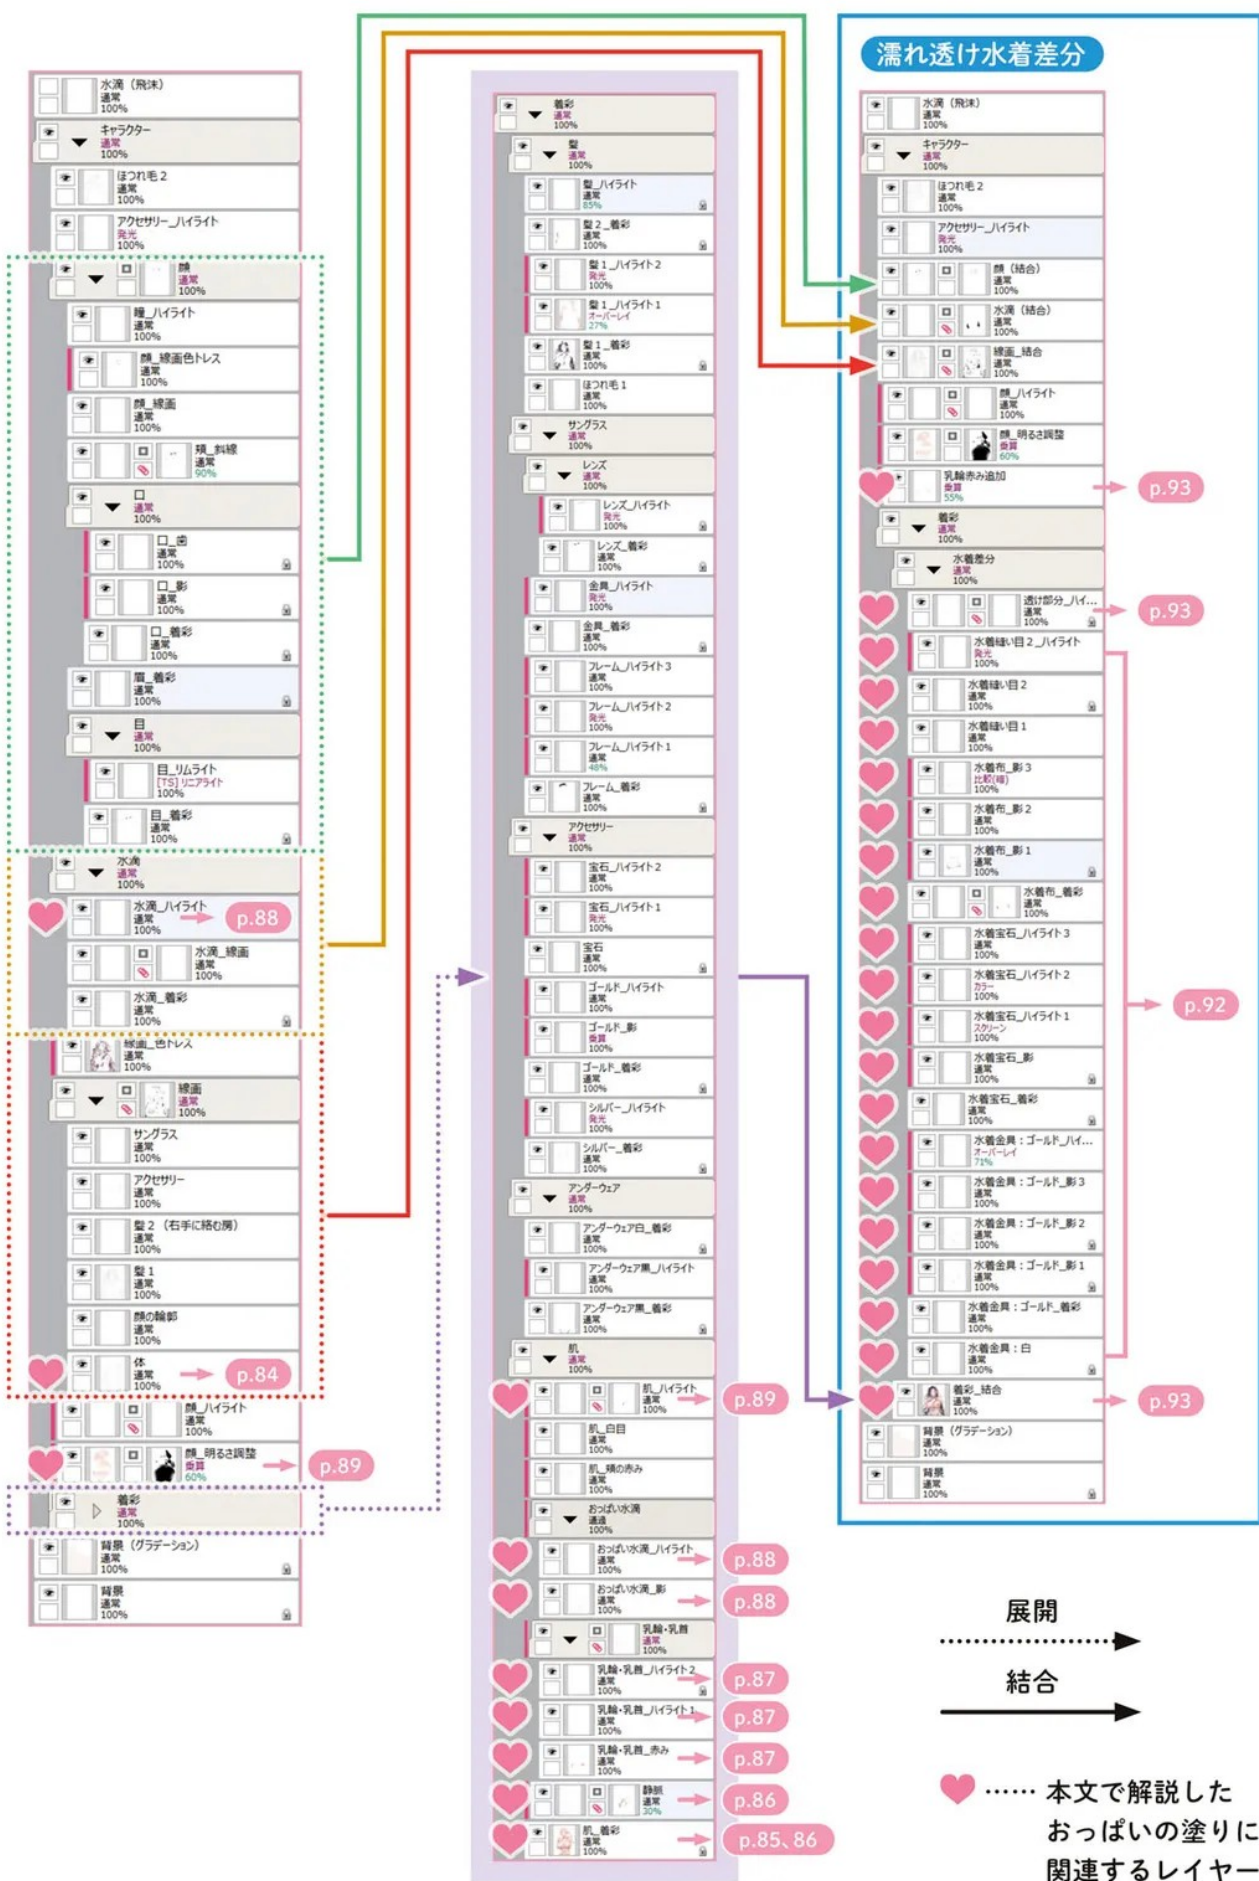 水滴（飛沫）
通常
100%
キャラクター
通常
100%
ほつれ毛２
通常
100%
アクセサリー_ハイライト
発光
100%
顔
通常
100%
瞳_ハイライト
通常
100%
顔_線画色トレス
通常
100%
顔_線画
通常
100%
頬_斜線
通常
90%
口
通常
100%
口_歯
通常
100%
口_影
通常
100%
口_着彩
通常
100%
眉_着彩
通常
100%
目
通常
100%
目_リムライト
[TS]リニアライト
100%
目_着彩
通常
100%
水滴
通常
100%
水滴_ハイライト
通常
100%
p.88
水滴_線画
通常
100%
水滴_着彩
通常
100%
線画_色トレス
通常
100%
線画
通常
100%
サングラス
通常
100%
アクセサリー
通常
100%
髪２（右手に絡む房）
通常
100%
髪１
通常
100%
顔の輪郭
通常
100%
体
通常
100%
p.84
顔_ハイライト
通常
100%
顔_明るさ調整
乗算
60%
p.89
着彩
通常
100%
背景（グラデーション）
通常
100%
背景
通常
100%
着彩
通常
100%
髪
通常
100%
髪_ハイライト
通常
85%
髪２_着彩
通常
100%
髪１_ハイライト２
発光
100%
髪１_ハイライト１
オーバーレイ
27%
髪１_着彩
通常
100%
ほつれ毛１
通常
100%
サングラス
通常
100%
レンズ
通常
100%
レンズ_ハイライト
発光
100%
レンズ_着彩
通常
100%
金具_ハイライト
発光
100%
金具_着彩
通常
100%
フレーム_ハイライト３
通常
100%
フレーム_ハイライト２
発光
100%
フレーム_ハイライト１
通常
48%
フレーム_着彩
通常
100%
アクセサリー
通常
100%
宝石_ハイライト２
通常
100%
宝石_ハイライト１
発光
100%
宝石
通常
100%
ゴールド_ハイライト
通常
100%
ゴールド_影
乗算
100%
ゴールド_着彩
通常
100%
シルバー_ハイライト
発光
100%
シルバー_着彩
通常
100%
アンダーウェア
通常
100%
アンダーウェア白_着彩
通常
100%
アンダーウェア黒_ハイライト
通常
100%
アンダーウェア黒_着彩
通常
100%
肌
通常
100%
肌_ハイライト
通常
100%
p.89
肌_白目
通常
100%
肌_頬の赤み
通常
100%
おっぱい水滴
通過
100%
おっぱい水滴_ハイライト
通常
100%
p.88
おっぱい水滴_影
通常
100%
p.88
乳輪・乳首
通常
100%
乳輪・乳首_ハイライト２
通常
100%
p.87
乳輪・乳首_ハイライト１
通常
100%
p.87
乳輪・乳首_赤み
通常
100%
p.87
静脈
通常
30%
p.86
肌_着彩
通常
100%
p.85、86
濡れ透け水着差分
水滴（飛沫）
通常
100%
キャラクター
通常
100%
ほつれ毛２
通常
100%
アクセサリー_ハイライト
発光
100%
顔（結合）
通常
100%
水滴（結合）
通常
100%
線画_結合
通常
100%
顔_ハイライト
通常
100%
顔_明るさ調整
乗算
60%
乳輪赤み追加
乗算
55%
p.93
着彩
通常
100%
水着差分
通常
100%
透け部分_ハイ...
通常
100%
p.93
水着縫い目２_ハイライト
発光
100%
水着縫い目２
通常
100%
水着縫い目１
通常
100%
水着布_影３
比較(暗)
100%
水着布_影２
通常
100%
水着布_影１
通常
100%
水着布_着彩
通常
100%
水着宝石_ハイライト３
通常
100%
水着宝石_ハイライト２
カラー
100%
p.92
水着宝石_ハイライト１
スクリーン
100%
水着宝石_影
通常
100%
水着宝石_着彩
通常
100%
水着金具：ゴールド_ハイ...
オーバーレイ
71%
水着金具：ゴールド_影３
通常
100%
水着金具：ゴールド_影２
通常
100%
水着金具：ゴールド_影１
通常
100%
水着金具：ゴールド_着彩
通常
100%
水着金具：白
通常
100%
着彩_結合
通常
100%
p.93
背景（グラデーション）
通常
100%
背景
通常
100%
展開
結合
…… 本文で解説した
おっぱいの塗りに
関連するレイヤー